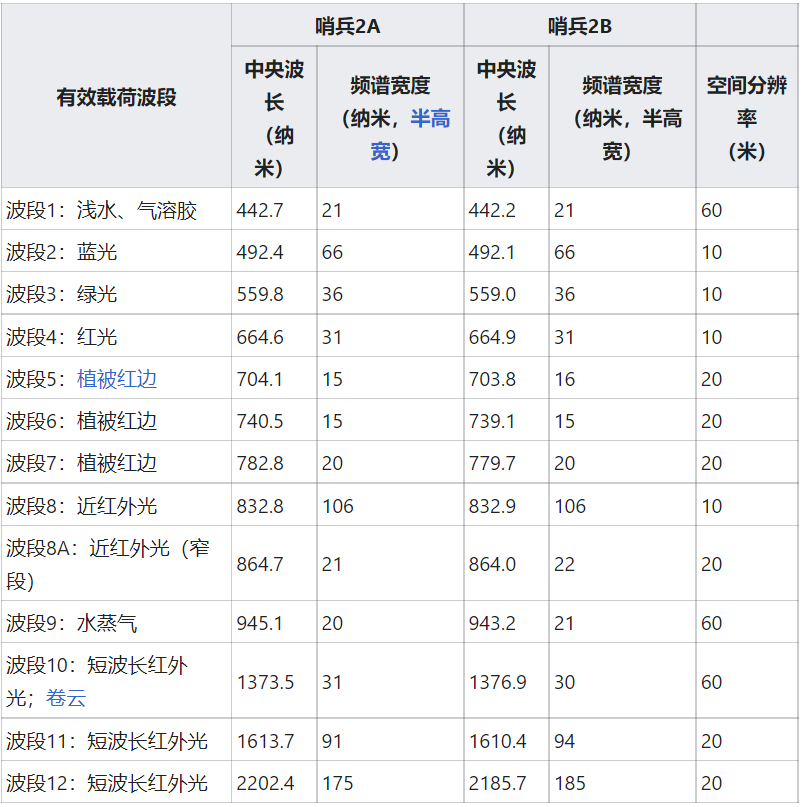 哨兵2A 哨兵2B
有效载荷波段 中央波长（纳米） 频谱宽度（纳米，半高宽） 中央波长（纳米） 频谱宽度（纳米，半高宽） 空间分辨率（米）
波段1：浅水、气溶胶 442.7 21 442.2 21 60
波段2：蓝光 492.4 66 492.1 66 10
波段3：绿光 559.8 36 559.0 36 10
波段4：红光 664.6 31 664.9 31 10
波段5：植被红边 704.1 15 703.8 16 20
波段6：植被红边 740.5 15 739.1 15 20
波段7：植被红边 782.8 20 779.7 20 20
波段8：近红外光 832.8 106 832.9 106 10
波段8A：近红外光（窄段） 864.7 21 864.0 22 20
波段9：水蒸气 945.1 20 943.2 21 60
波段10：短波长红外光；卷云 1373.5 31 1376.9 30 60
波段11：短波长红外光 1613.7 91 1610.4 94 20
波段12：短波长红外光 2202.4 175 2185.7 185 20